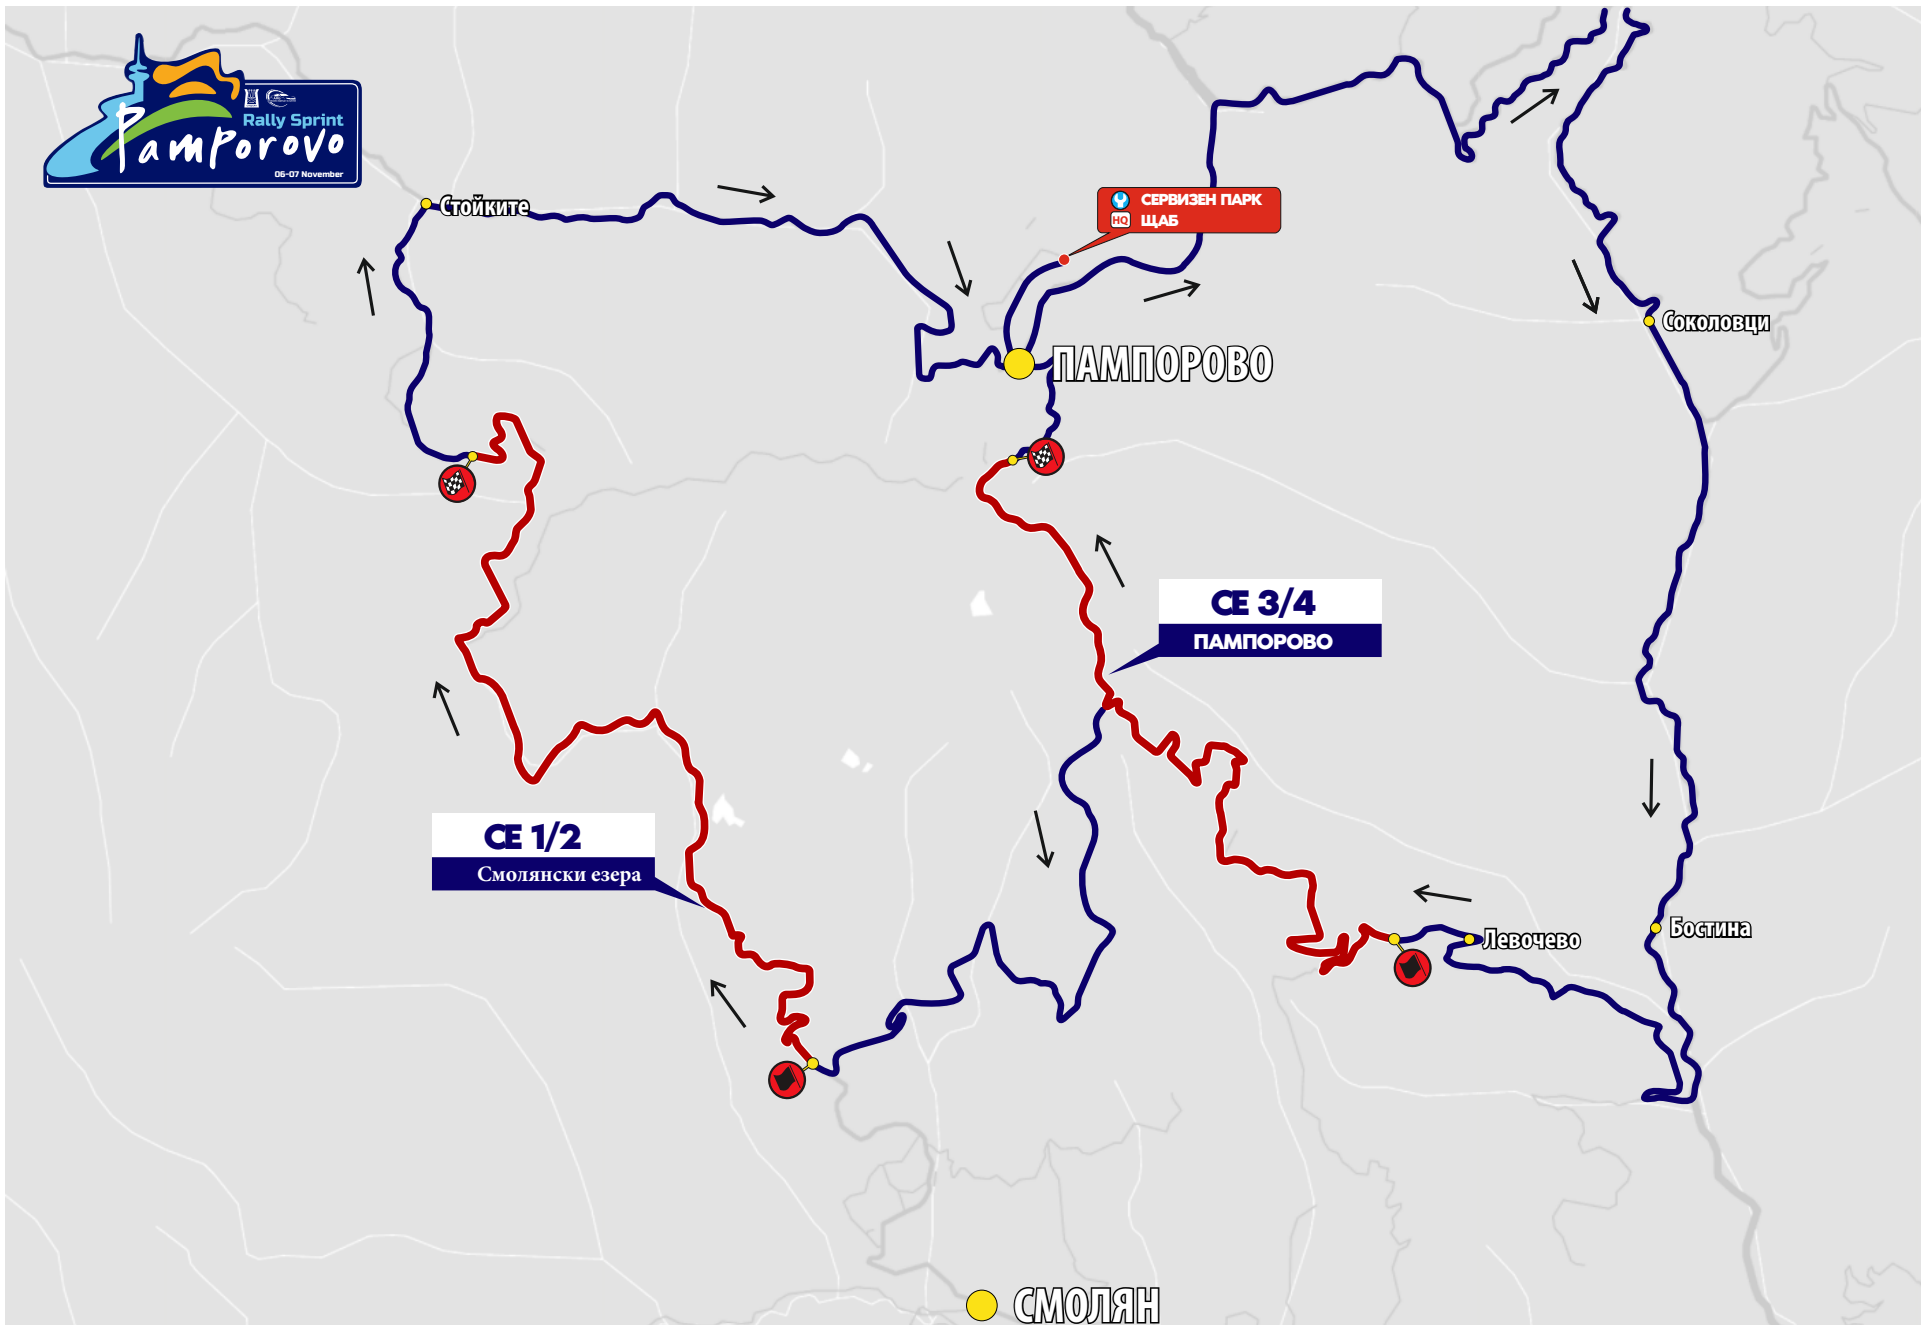 Rally Sprint
Pamporovo
06-07 November
Стойките
СЕРВИЗЕН ПАРК
HQ ЩАБ
Соколовци
ПАМПОРОВО
СЕ 3/4
ПАМПОРОВО
СЕ 1/2
Смолянски езера
Левочево
Бостина
СМОЛЯН